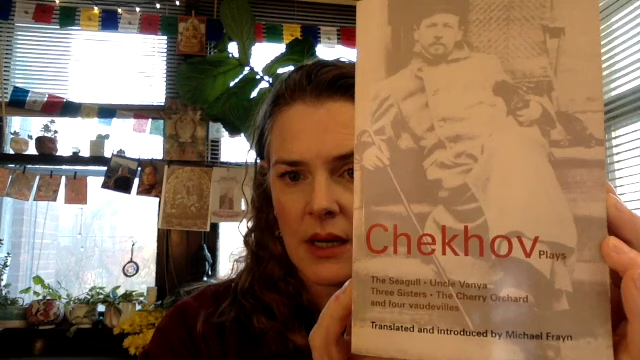 Chekhov Plays
The Seagull • Uncle Vanya
Three Sisters • The Cherry Orchard
and four vaudevilles
Translated and introduced by Michael Frayn